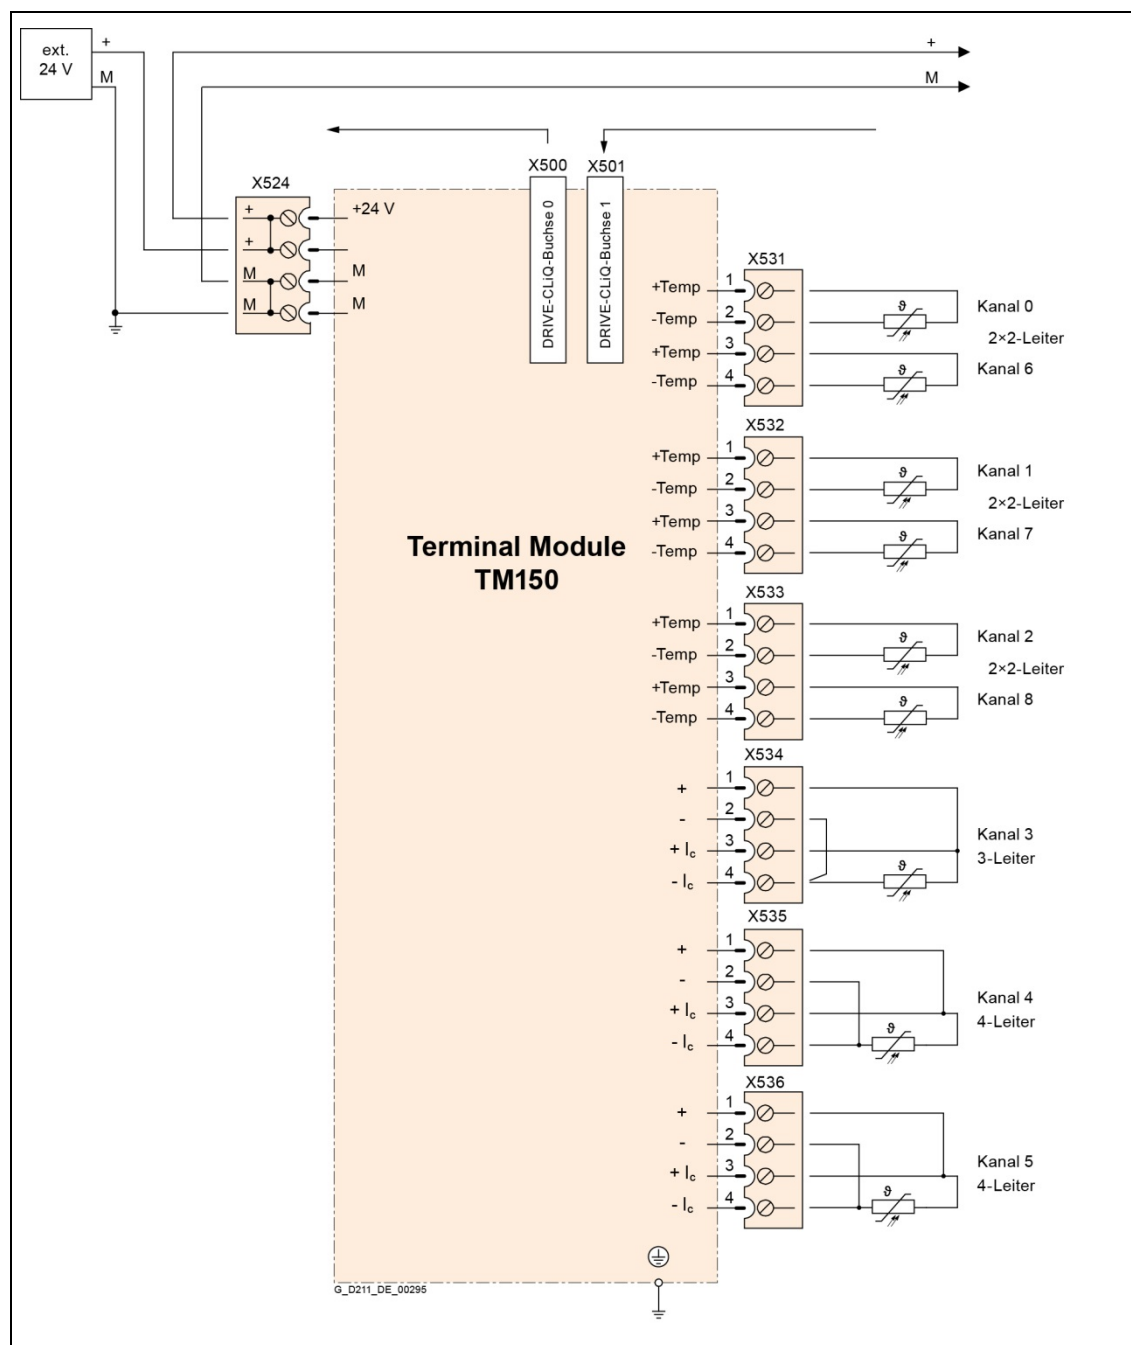 ext.
24 V
+
M
+
M
X524
+
+
M
M
+24 V
M
M
X500
X501
DRIVE-CLiQ-Buchse 0
DRIVE-CLiQ-Buchse 1
Terminal Module
TM150
X531
+Temp 1
-Temp 2
+Temp 3
-Temp 4
ϑ
ϑ
Kanal 0
2×2-Leiter
Kanal 6
X532
+Temp 1
-Temp 2
+Temp 3
-Temp 4
ϑ
ϑ
Kanal 1
2×2-Leiter
Kanal 7
X533
+Temp 1
-Temp 2
+Temp 3
-Temp 4
ϑ
ϑ
Kanal 2
2×2-Leiter
Kanal 8
X534
+ 1
- 2
+ Ic 3
- Ic 4
ϑ
Kanal 3
3-Leiter
X535
+ 1
- 2
+ Ic 3
- Ic 4
ϑ
Kanal 4
4-Leiter
X536
+ 1
- 2
+ Ic 3
- Ic 4
ϑ
Kanal 5
4-Leiter
G_D211_DE_00295